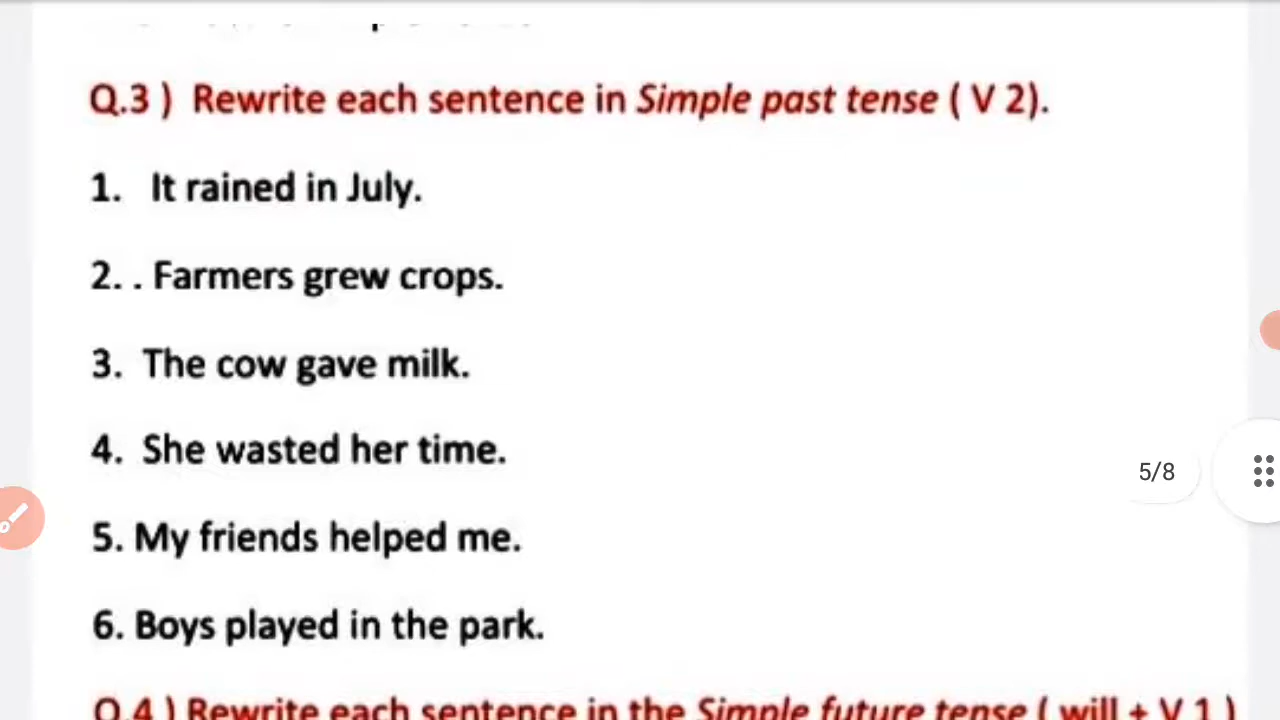 Q.3 ) Rewrite each sentence in Simple past tense ( V 2).
1. It rained in July.
2. . Farmers grew crops.
3. The cow gave milk.
4. She wasted her time.
5/8
5. My friends helped me.
6. Boys played in the park.
Q.4 ) Rewrite each sentence in the Simple future tense ( will + V 1 )